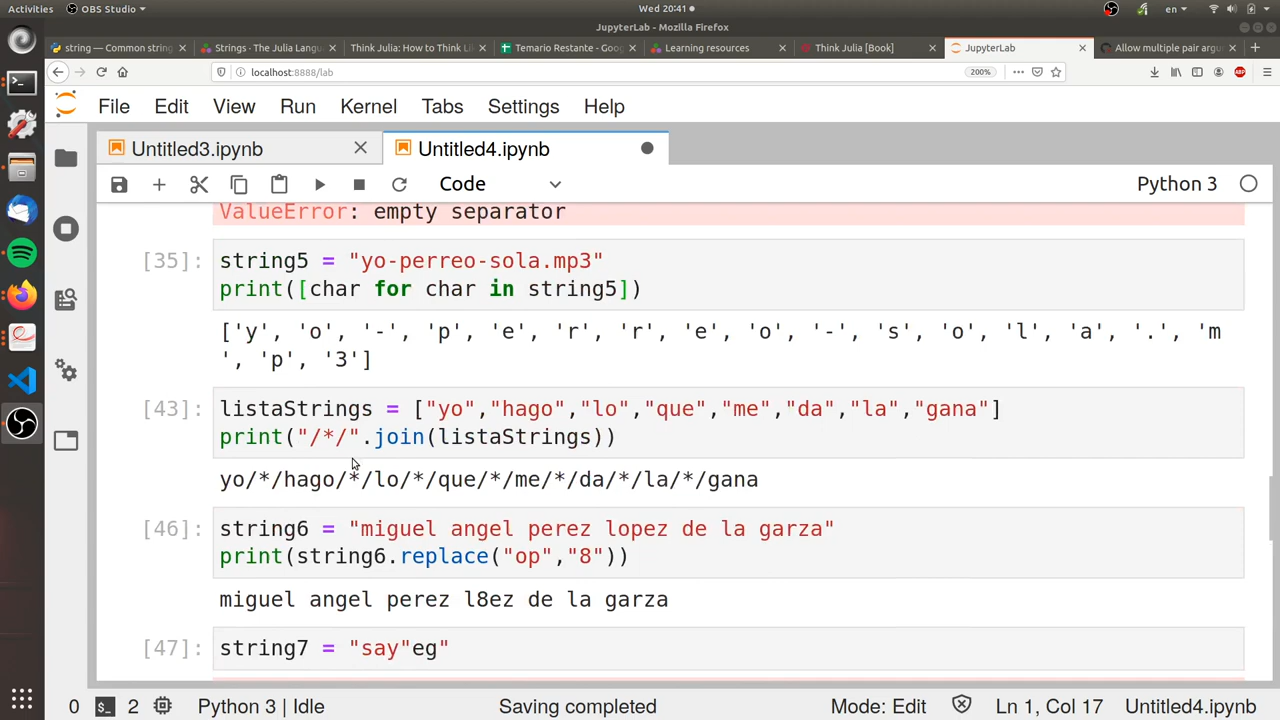 Activities OBS Studio Wed 20:41 en
JupyterLab - Mozilla Firefox
string — Common string Strings · The Julia Langu Think Julia: How to Think Li Temario Restante - Goog Learning resources Think Julia [Book] JupyterLab Allow multiple pair argu
localhost:8888/lab 200% ABP
File Edit View Run Kernel Tabs Settings Help
Untitled3.ipynb Untitled4.ipynb
Code Python 3
ValueError: empty separator
[35]: string5 = "yo-perreo-sola.mp3"
print([char for char in string5])
['y', 'o', '-', 'p', 'e', 'r', 'r', 'e', 'o', '-', 's', 'o', 'l', 'a', '.', 'm
', 'p', '3']
[43]: listaStrings = ["yo","hago","lo","que","me","da","la","gana"]
print("/*/".join(listaStrings))
yo/*/hago/*/lo/*/que/*/me/*/da/*/la/*/gana
[46]: string6 = "miguel angel perez lopez de la garza"
print(string6.replace("op","8"))
miguel angel perez l8ez de la garza
[47]: string7 = "say"eg"
0 $_ 2 Python 3 | Idle Saving completed Mode: Edit Ln 1, Col 17 Untitled4.ipynb